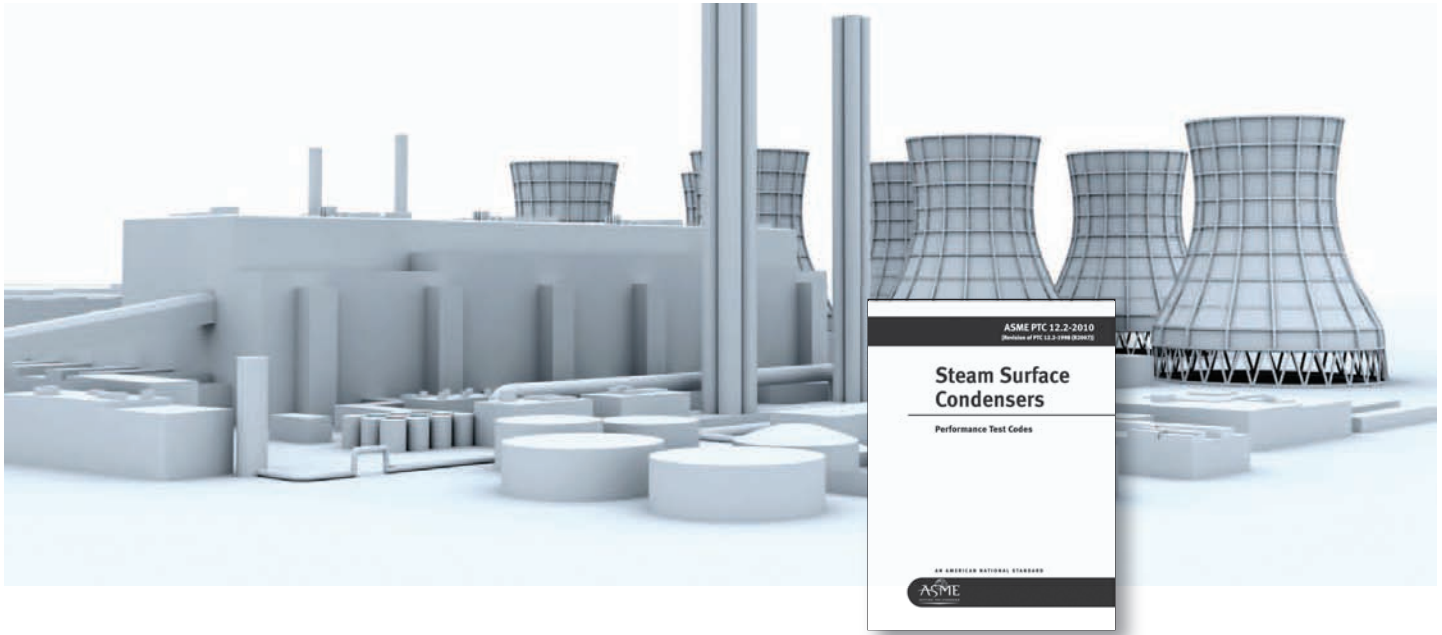 ASME PTC 12.2-2010
[Revision of PTC 12.2-1998 (R2007)]
Steam Surface
Condensers
Performance Test Codes
AN AMERICAN NATIONAL STANDARD
ASME